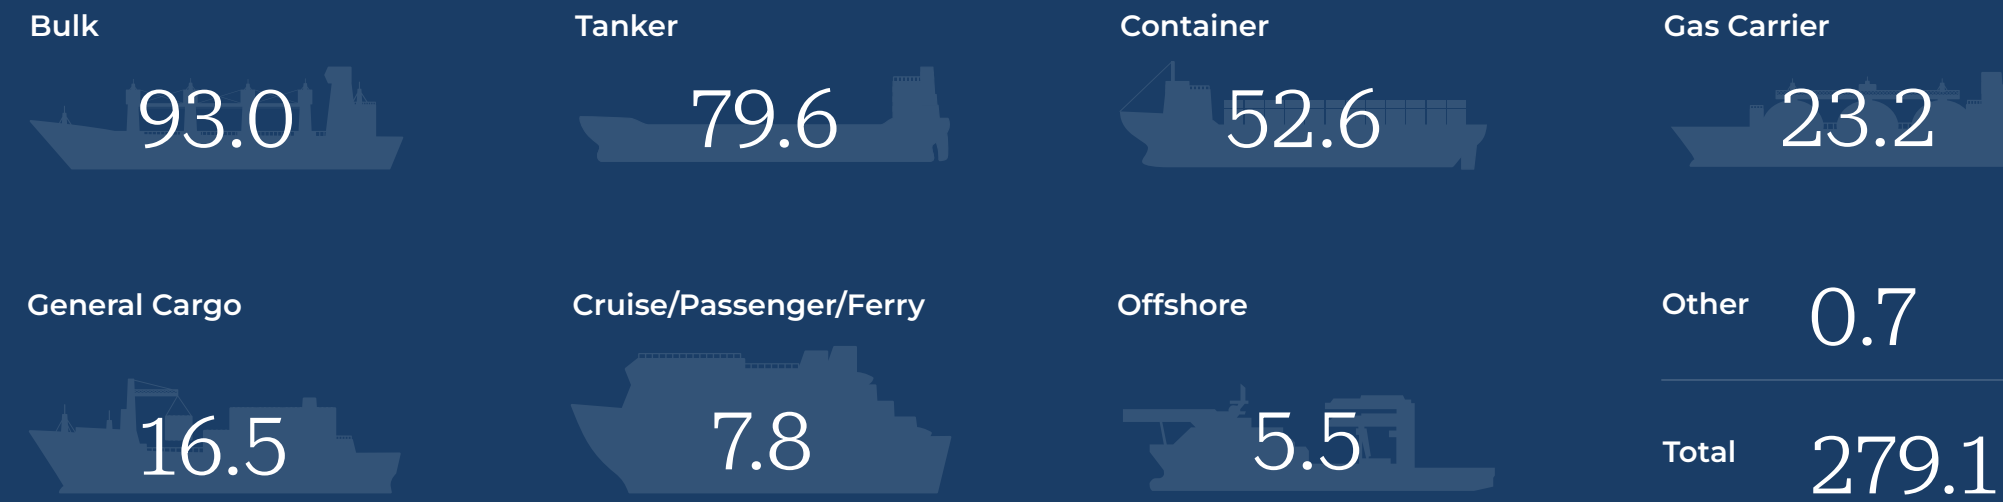 Bulk
Tanker
Container
Gas Carrier
93.0
79.6
52.6
23.2
General Cargo
Cruise/Passenger/Ferry
Offshore
Other 0.7
16.5
7.8
5.5
Total 279.1